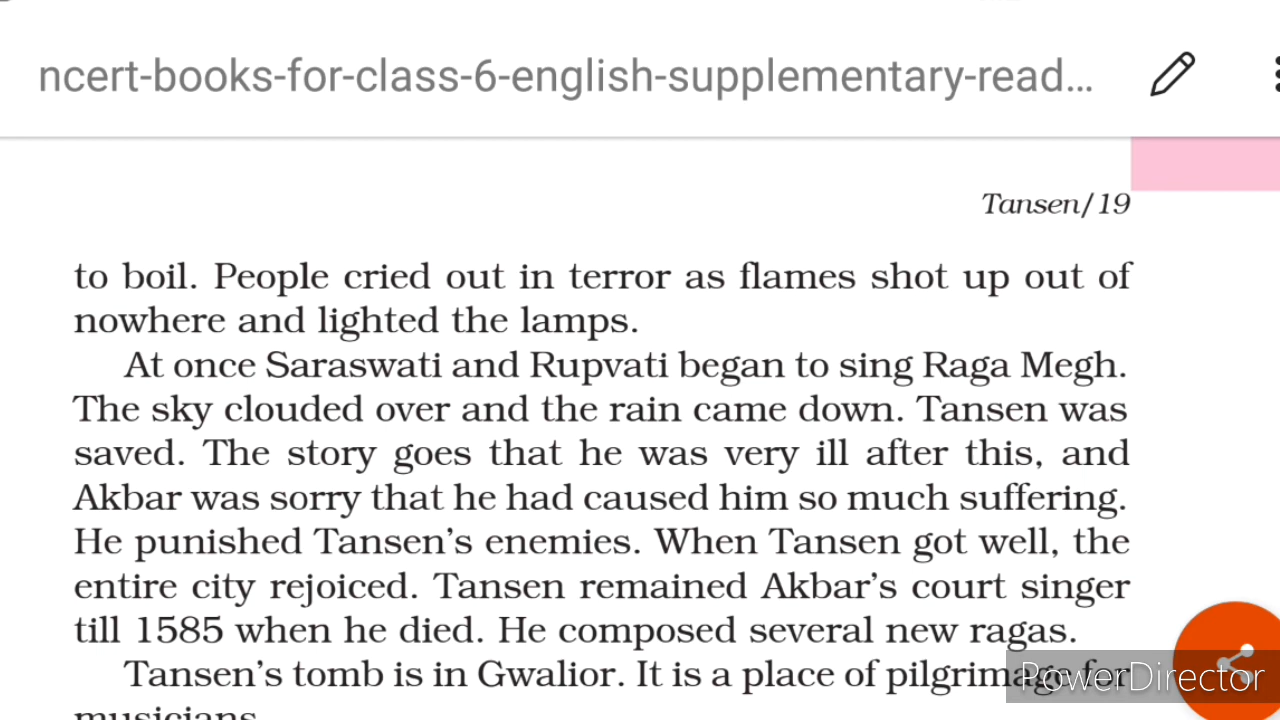 ncert-books-for-class-6-english-supplementary-read...
Tansen/19
to boil. People cried out in terror as flames shot up out of
nowhere and lighted the lamps.
At once Saraswati and Rupvati began to sing Raga Megh.
The sky clouded over and the rain came down. Tansen was
saved. The story goes that he was very ill after this, and
Akbar was sorry that he had caused him so much suffering.
He punished Tansen's enemies. When Tansen got well, the
entire city rejoiced. Tansen remained Akbar's court singer
till 1585 when he died. He composed several new ragas.
Tansen's tomb is in Gwalior. It is a place of pilgrimage for
musicians.
PowerDirector